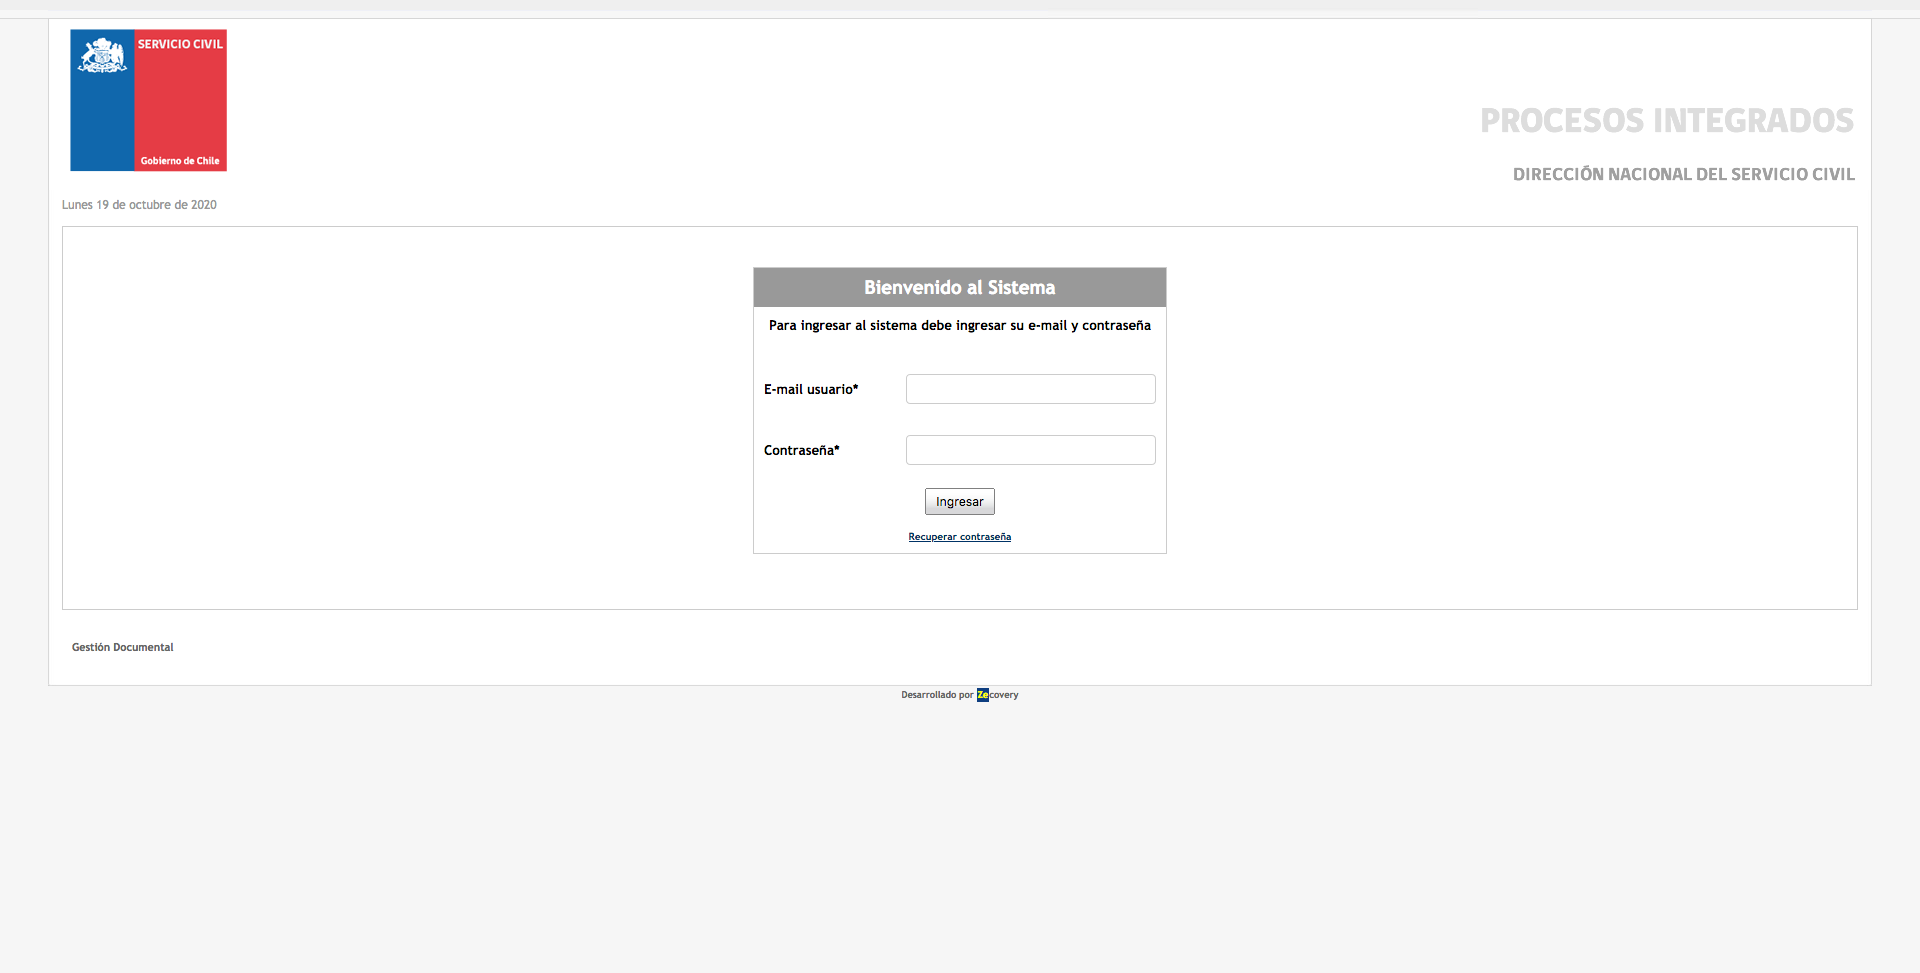 SERVICIO CIVIL
Gobierno de Chile
PROCESOS INTEGRADOS
DIRECCIÓN NACIONAL DEL SERVICIO CIVIL
Lunes 19 de octubre de 2020
Bienvenido al Sistema
Para ingresar al sistema debe ingresar su e-mail y contraseña
E-mail usuario*
Contraseña*
Ingresar
Recuperar contraseña
Gestión Documental
Desarrollado por Zecovery